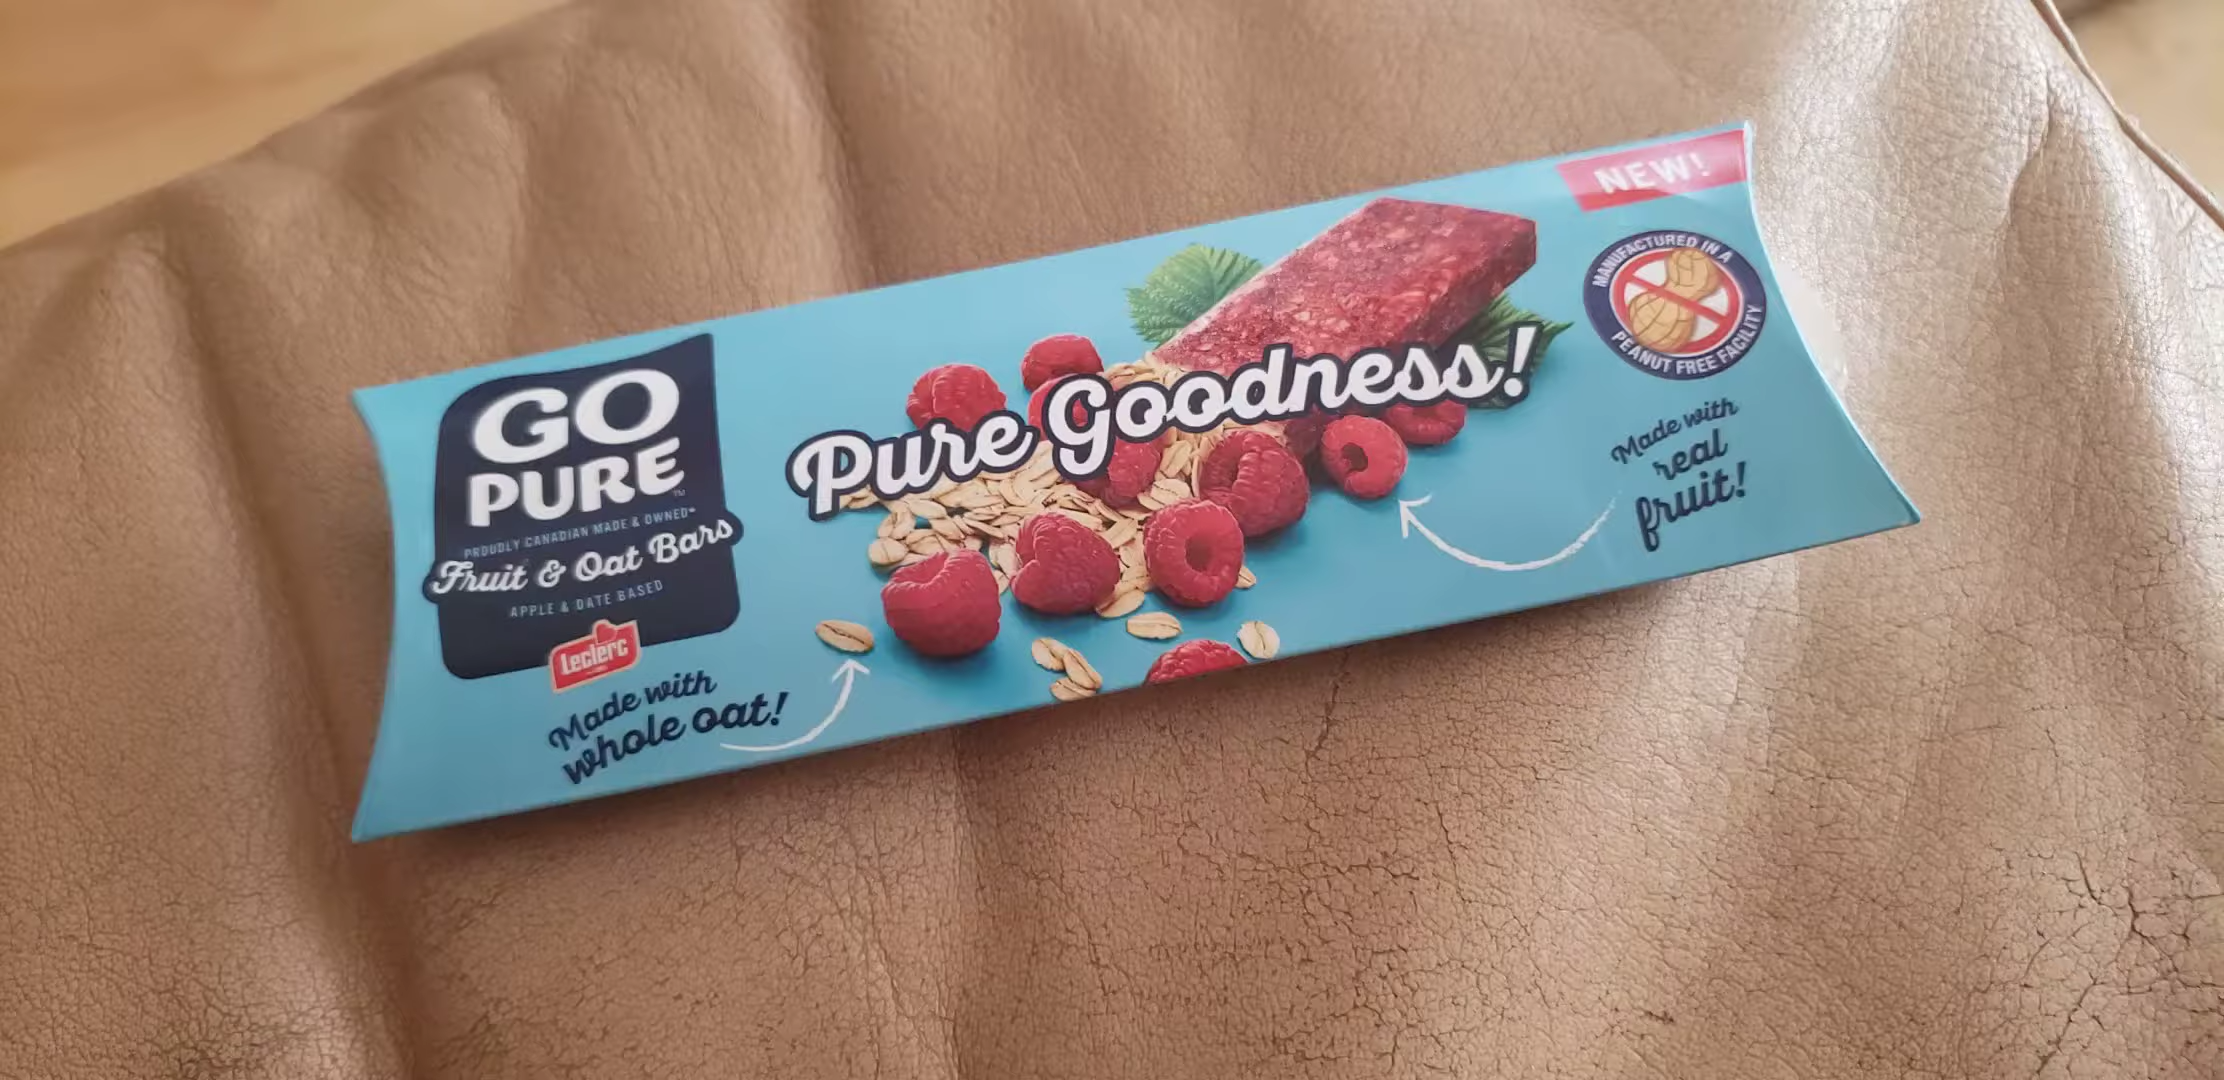 GO
PURE™
PROUDLY CANADIAN MADE & OWNED*
Fruit & Oat Bars
APPLE & DATE BASED
Leclerc
Made with
whole oat!
Pure Goodness!
NEW!
MANUFACTURED IN A
PEANUT FREE FACILITY
Made with
real
fruit!